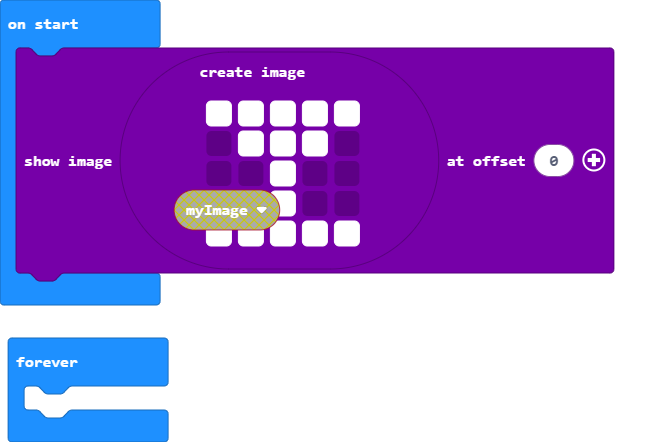 on start
create image
show image
at offset 0
myImage
forever